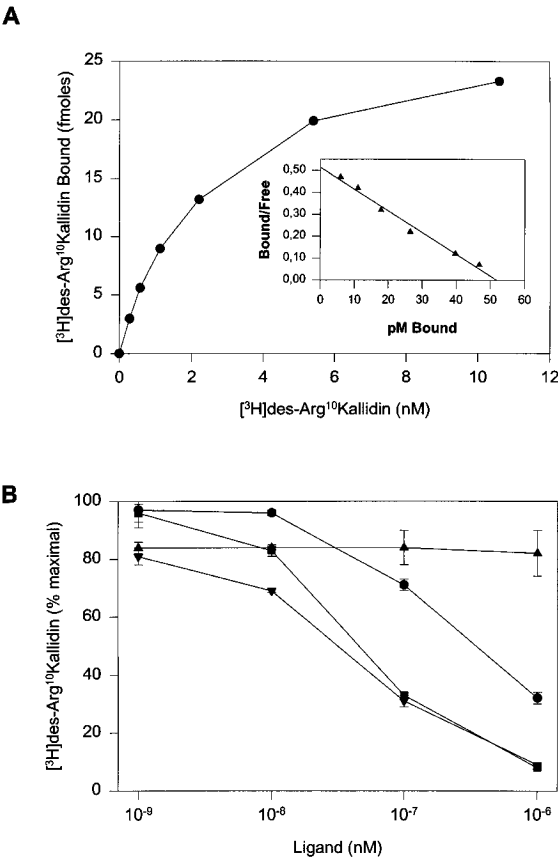 A
[³H]des-Arg¹⁰Kallidin Bound (fmoles)
25
20
15
10
5
0
0 2 4 6 8 10 12
[³H]des-Arg¹⁰Kallidin (nM)
Bound/Free
0,50
0,40
0,30
0,20
0,10
0,00
0 10 20 30 40 50 60
pM Bound
B
[³H]des-Arg¹⁰Kallidin (% maximal)
100
80
60
40
20
0
10⁻⁹ 10⁻⁸ 10⁻⁷ 10⁻⁶
Ligand (nM)